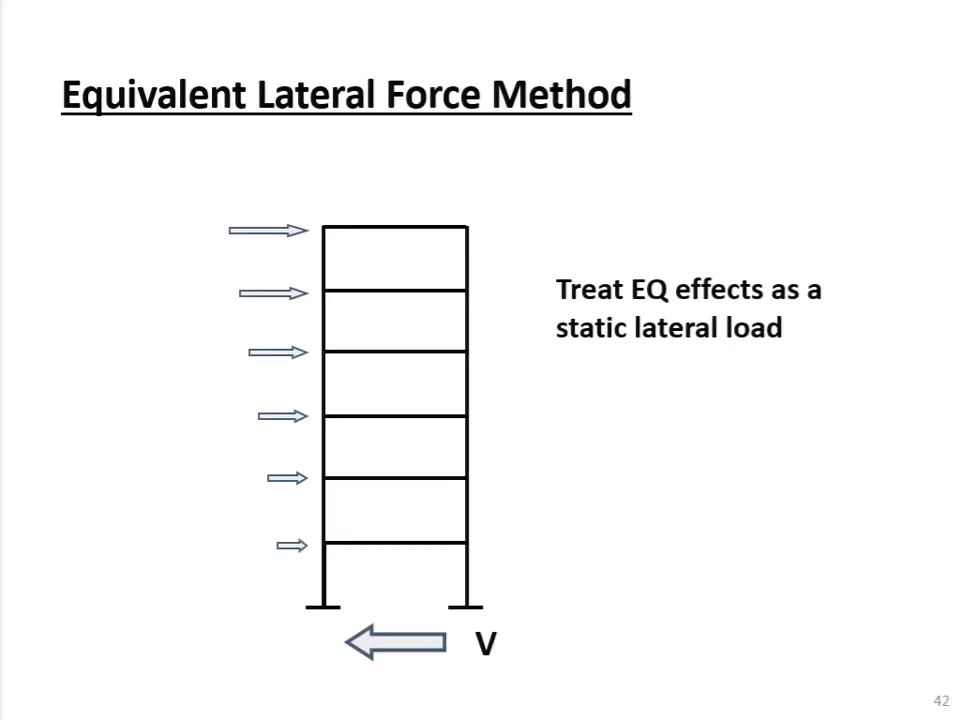 Equivalent Lateral Force Method
Treat EQ effects as a
static lateral load
V
42